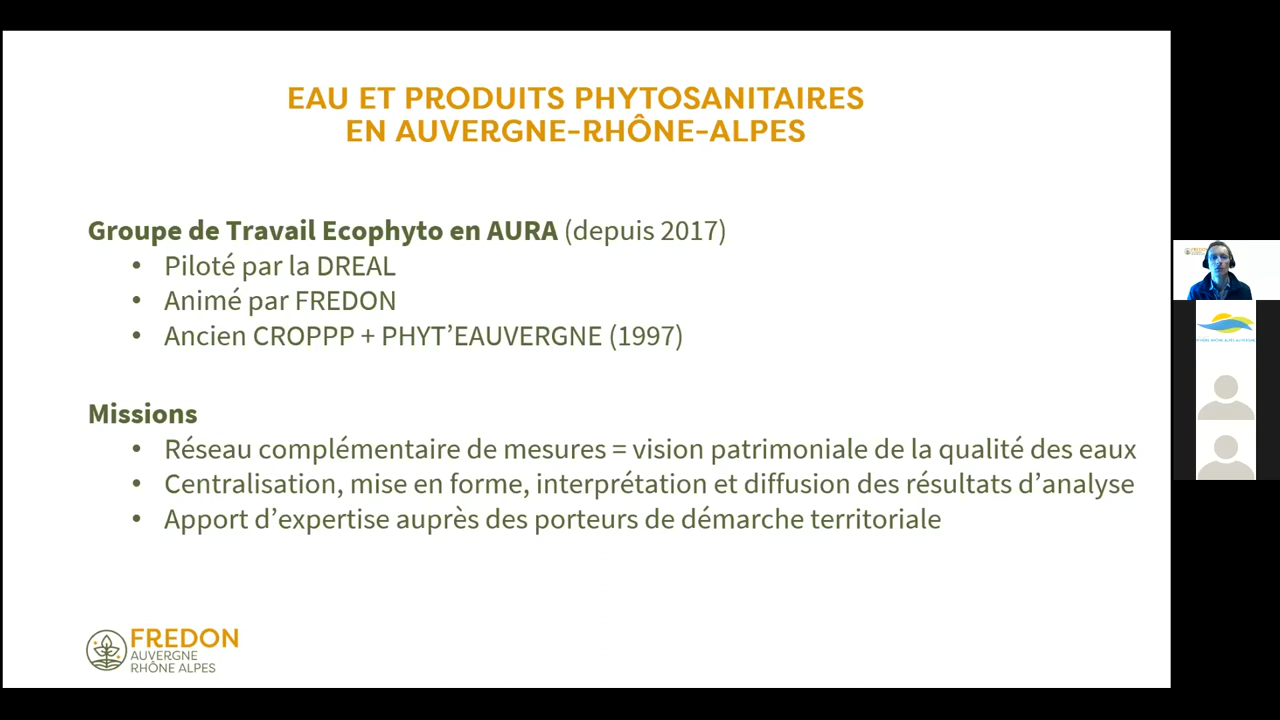 EAU ET PRODUITS PHYTOSANITAIRES
EN AUVERGNE-RHÔNE-ALPES
Groupe de Travail Ecophyto en AURA (depuis 2017)
• Piloté par la DREAL
• Animé par FREDON
• Ancien CROPPP + PHYT’EAUVERGNE (1997)
Missions
• Réseau complémentaire de mesures = vision patrimoniale de la qualité des eaux
• Centralisation, mise en forme, interprétation et diffusion des résultats d’analyse
• Apport d’expertise auprès des porteurs de démarche territoriale
FREDON
AUVERGNE
RHÔNE ALPES
FREDON